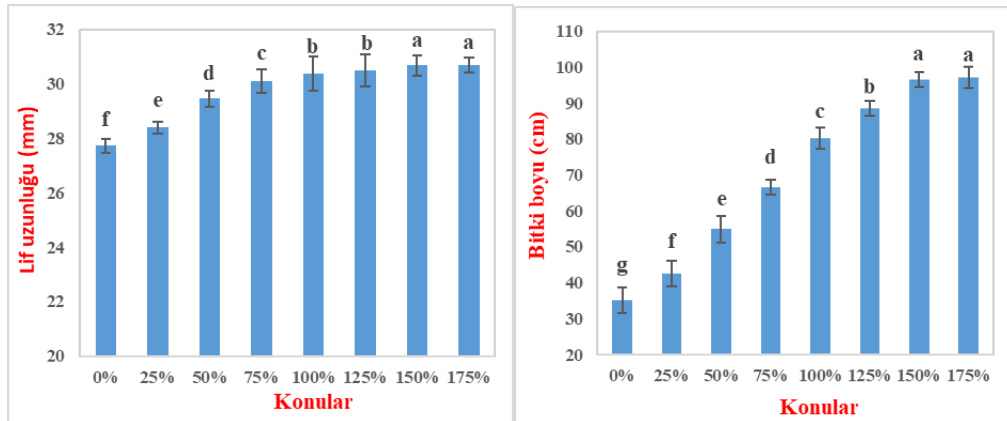 Lif uzunluğu (mm)
32
30
28
26
24
22
20
f
e
d
c
b
b
a
a
0% 25% 50% 75% 100% 125% 150% 175%
Konular
Bitki boyu (cm)
110
100
90
80
70
60
50
40
30
20
g
f
e
d
c
b
a
a
0% 25% 50% 75% 100% 125% 150% 175%
Konular